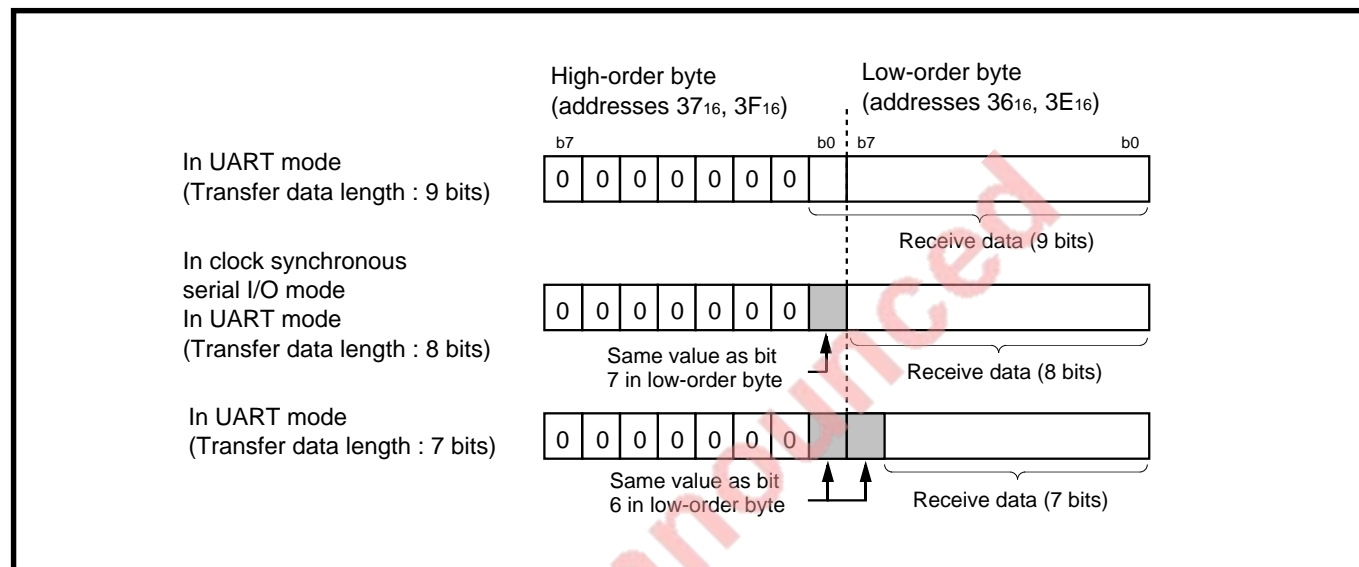 High-order byte
(addresses 3716, 3F16)
Low-order byte
(addresses 3616, 3E16)
b7 b0 b7 b0
In UART mode
(Transfer data length : 9 bits)
0 0 0 0 0 0 0
Receive data (9 bits)
In clock synchronous
serial I/O mode
In UART mode
(Transfer data length : 8 bits)
0 0 0 0 0 0 0
Same value as bit
7 in low-order byte
Receive data (8 bits)
In UART mode
(Transfer data length : 7 bits)
0 0 0 0 0 0 0
Same value as bit
6 in low-order byte
Receive data (7 bits)
nounced